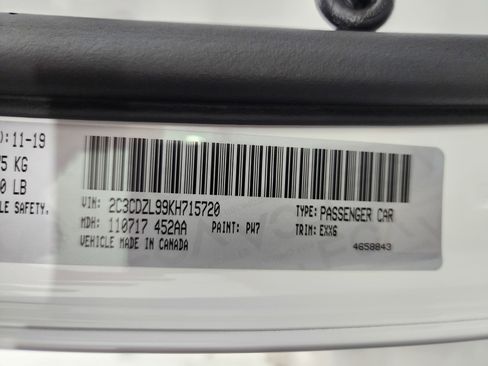 ): 11-19
5 KG
0 LB
LE SAFETY.
VIN: 2C3CDZL99KH715720
TYPE: PASSENGER CAR
MDH: 110717 452AA
PAINT: PW7
TRIM: EXX6
VEHICLE MADE IN CANADA
4658843